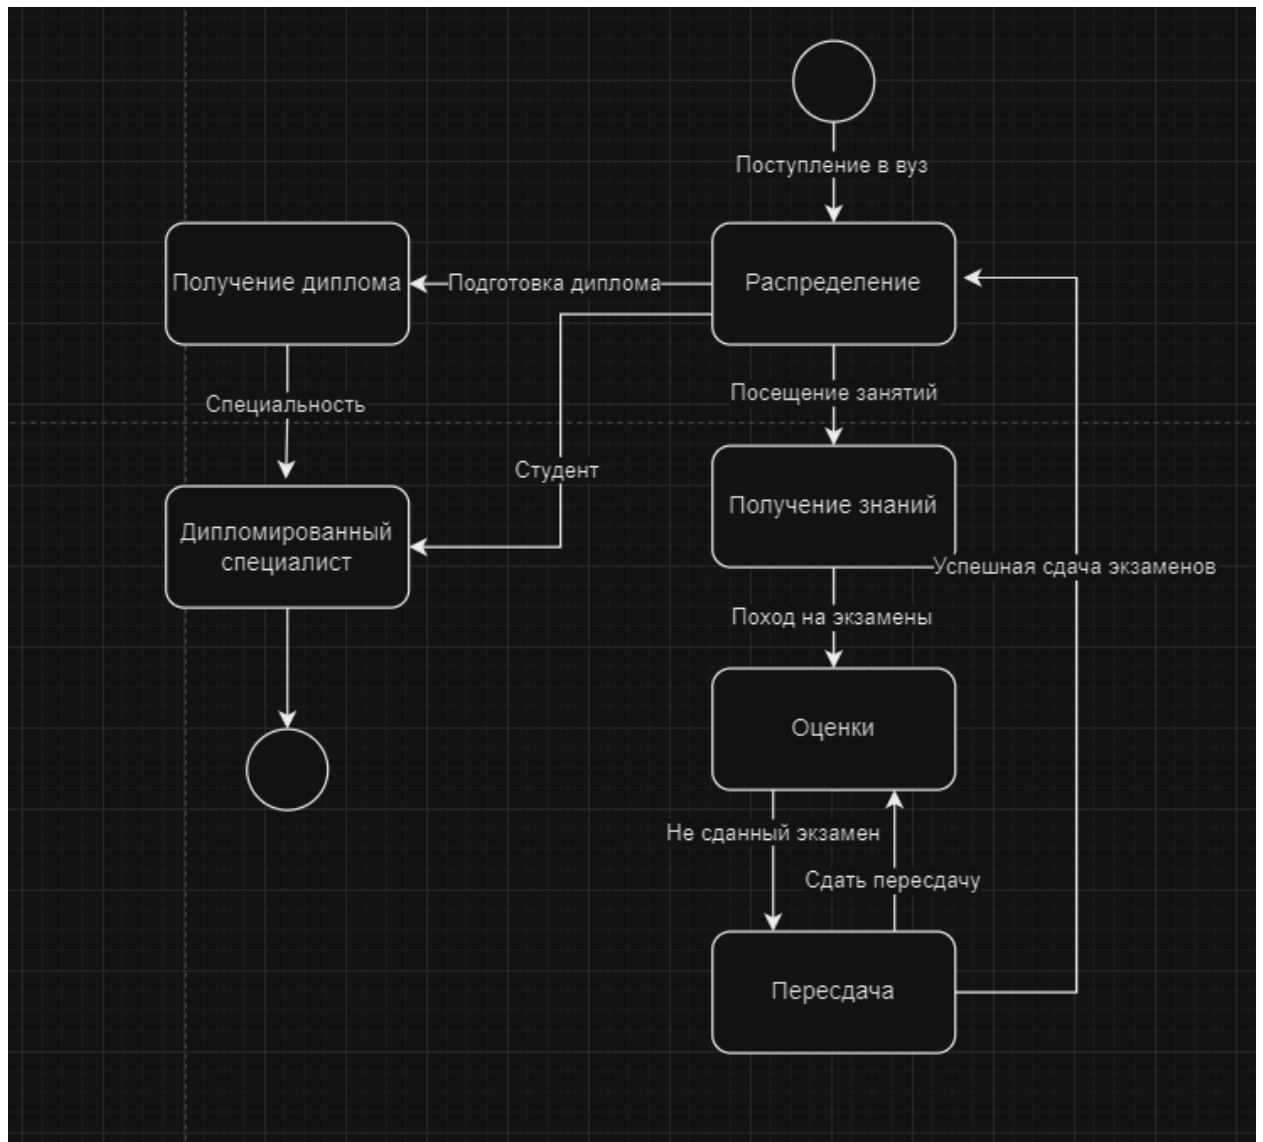 Поступление в вуз
Получение диплома
Подготовка диплома
Распределение
Специальность
Посещение занятий
Студент
Получение знаний
Дипломированный
специалист
Успешная сдача экзаменов
Поход на экзамены
Оценки
Не сданный экзамен
Сдать пересдачу
Пересдача